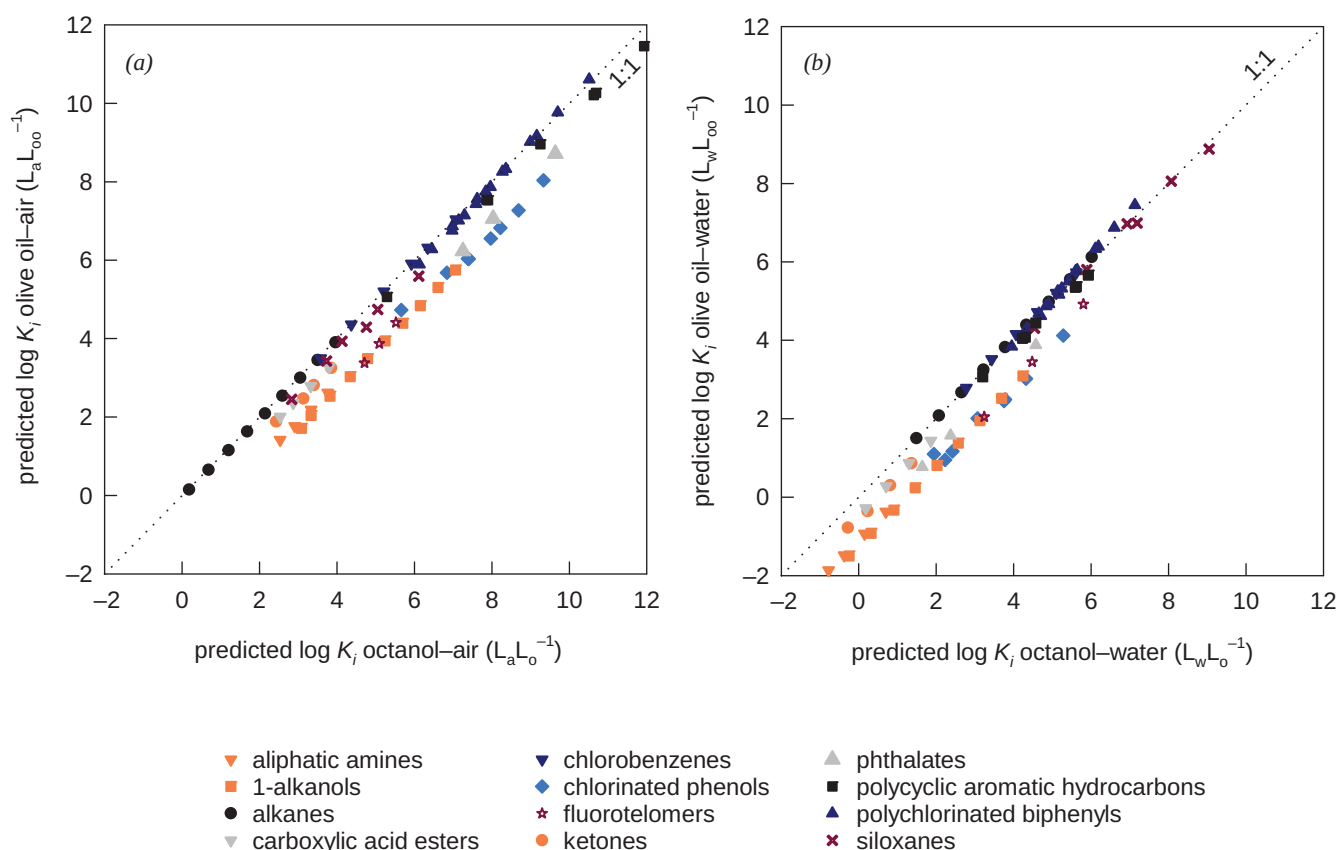 (a)
1:1
12
10
8
6
4
2
0
–2
–2 0 2 4 6 8 10 12
predicted log Ki olive oil–air (LaLoo–1)
predicted log Ki octanol–air (LaLo–1)
(b)
1:1
12
10
8
6
4
2
0
–2
–2 0 2 4 6 8 10 12
predicted log Ki olive oil–water (LwLoo–1)
predicted log Ki octanol–water (LwLo–1)
aliphatic amines
1-alkanols
alkanes
carboxylic acid esters
chlorobenzenes
chlorinated phenols
fluorotelomers
ketones
phthalates
polycyclic aromatic hydrocarbons
polychlorinated biphenyls
siloxanes